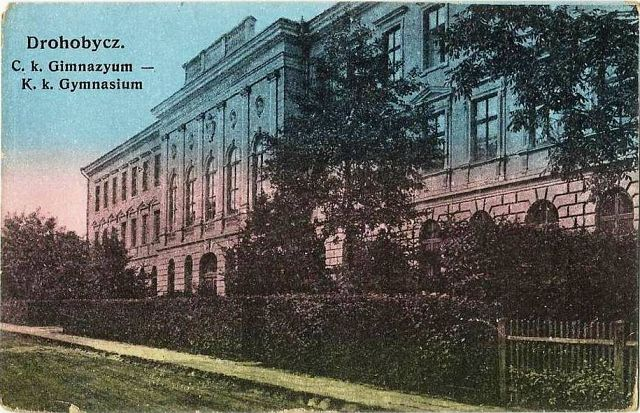 Drohobycz.
C. k. Gimnazyum —
K. k. Gymnasium